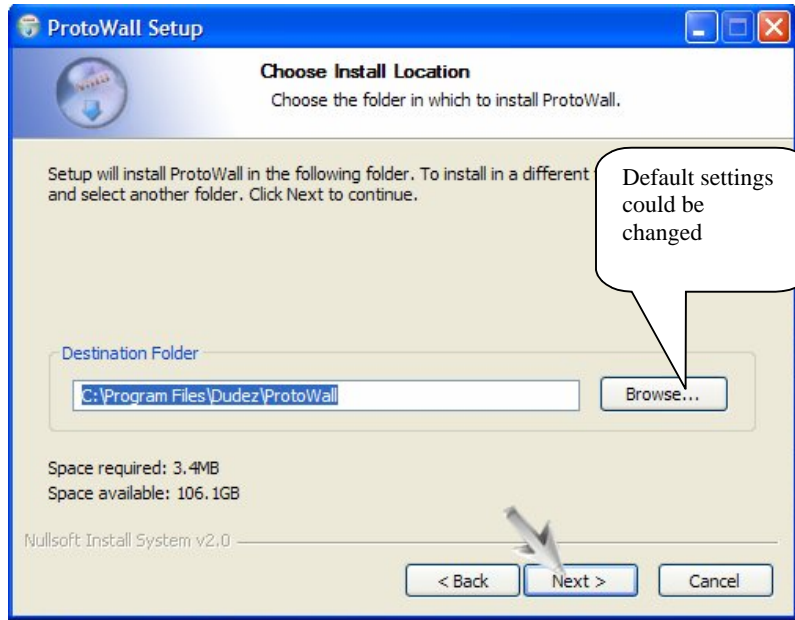 ProtoWall Setup
Choose Install Location
Choose the folder in which to install ProtoWall.
Setup will install ProtoWall in the following folder. To install in a different
and select another folder. Click Next to continue.
Default settings
could be
changed
Destination Folder
C:\Program Files\Dudez\ProtoWall
Browse...
Space required: 3.4MB
Space available: 106.1GB
Nullsoft Install System v2.0
< Back
Next >
Cancel